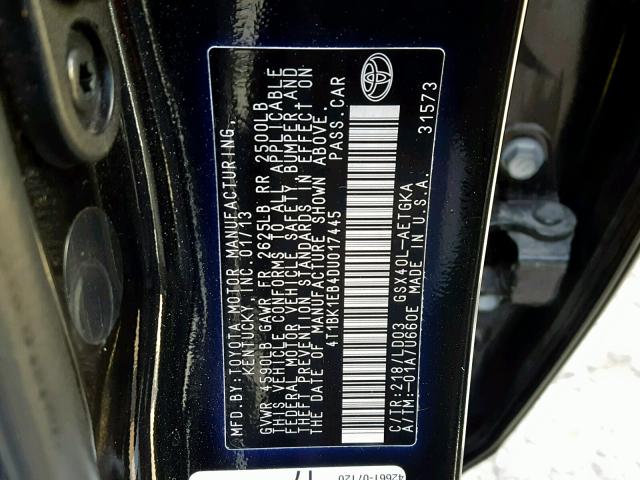 MFD.BY:TOYOTA MOTOR MANUFACTURING,
KENTUCKY, INC. 01/13
GVWR 4590LB GAWR FR 2625LB RR 2500LB
THIS VEHICLE CONFORMS TO ALL APPLICABLE
FEDERAL MOTOR VEHICLE SAFETY, BUMPER, AND
THEFT PREVENTION STANDARDS IN EFFECT ON
THE DATE OF MANUFACTURE SHOWN ABOVE.
4T1BK1EB4DU017445 PASS.CAR
C/TR:218/LD03 GSX40L-AETGKA 31573
A/TM:-01A/U660E MADE IN U.S.A.
42661-07120